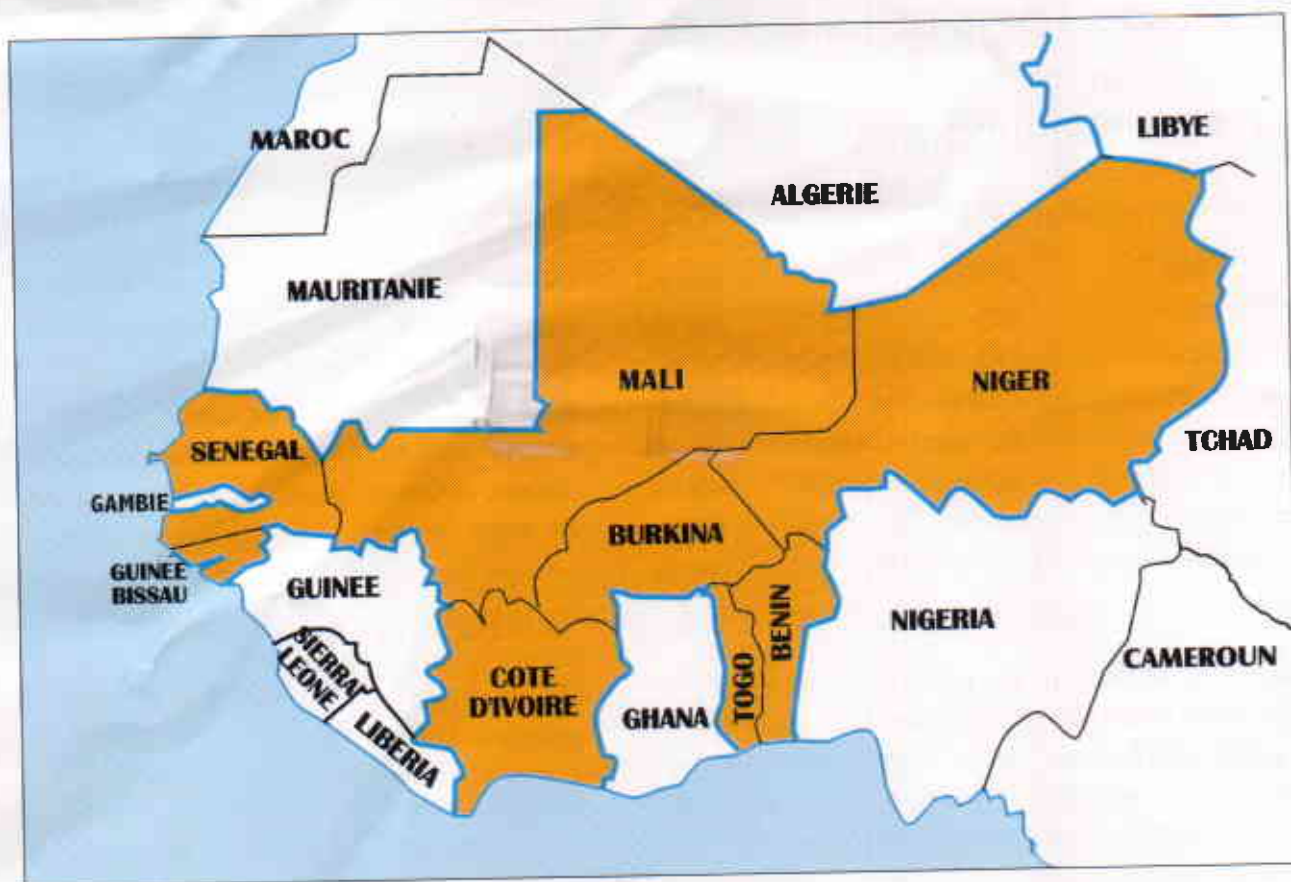 MAROC
LIBYE
ALGERIE
MAURITANIE
MALI
NIGER
TCHAD
SENEGAL
GAMBIE
BURKINA
GUINEE
BISSAU
GUINEE
SIERRA
LEONE
LIBERIA
COTE
D'IVOIRE
GHANA
TOGO
BENIN
NIGERIA
CAMEROUN